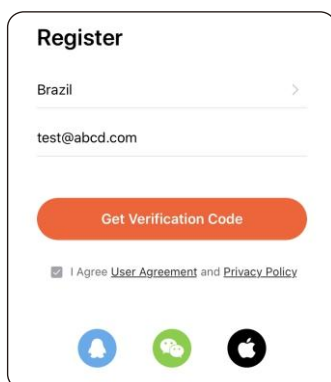 Register
Brazil
test@abcd.com
Get Verification Code
I Agree User Agreement and Privacy Policy